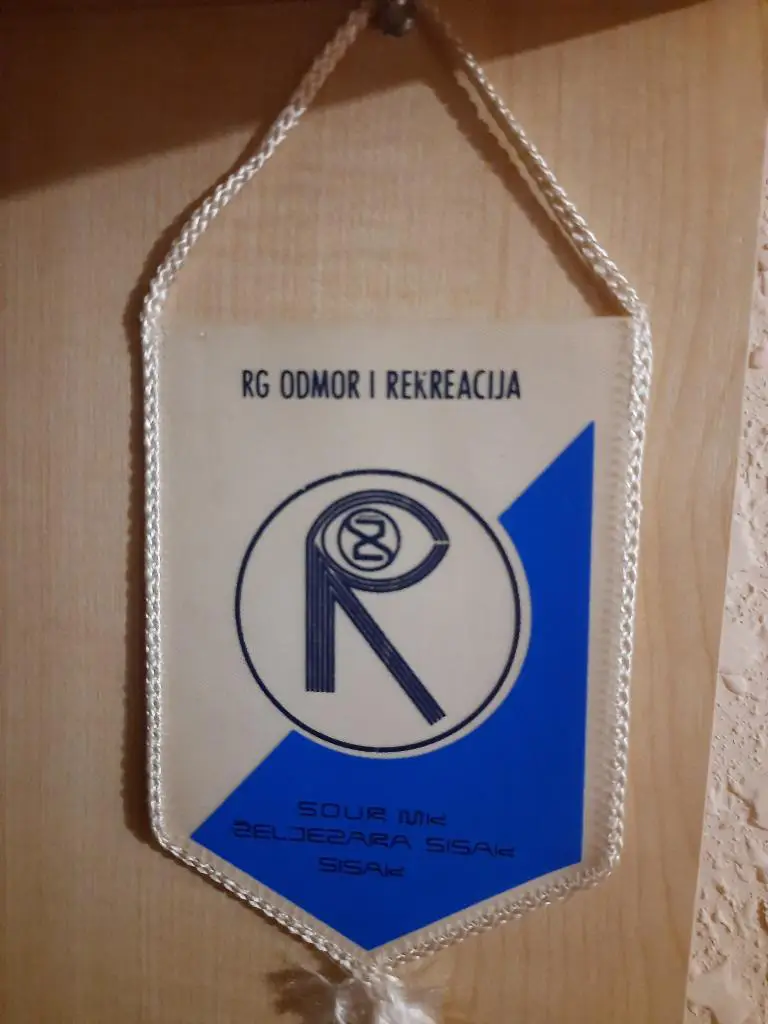 RG ODMOR I REKREACIJA
R
SOUR MK
ŽELJEZARA SISAK
SISAK